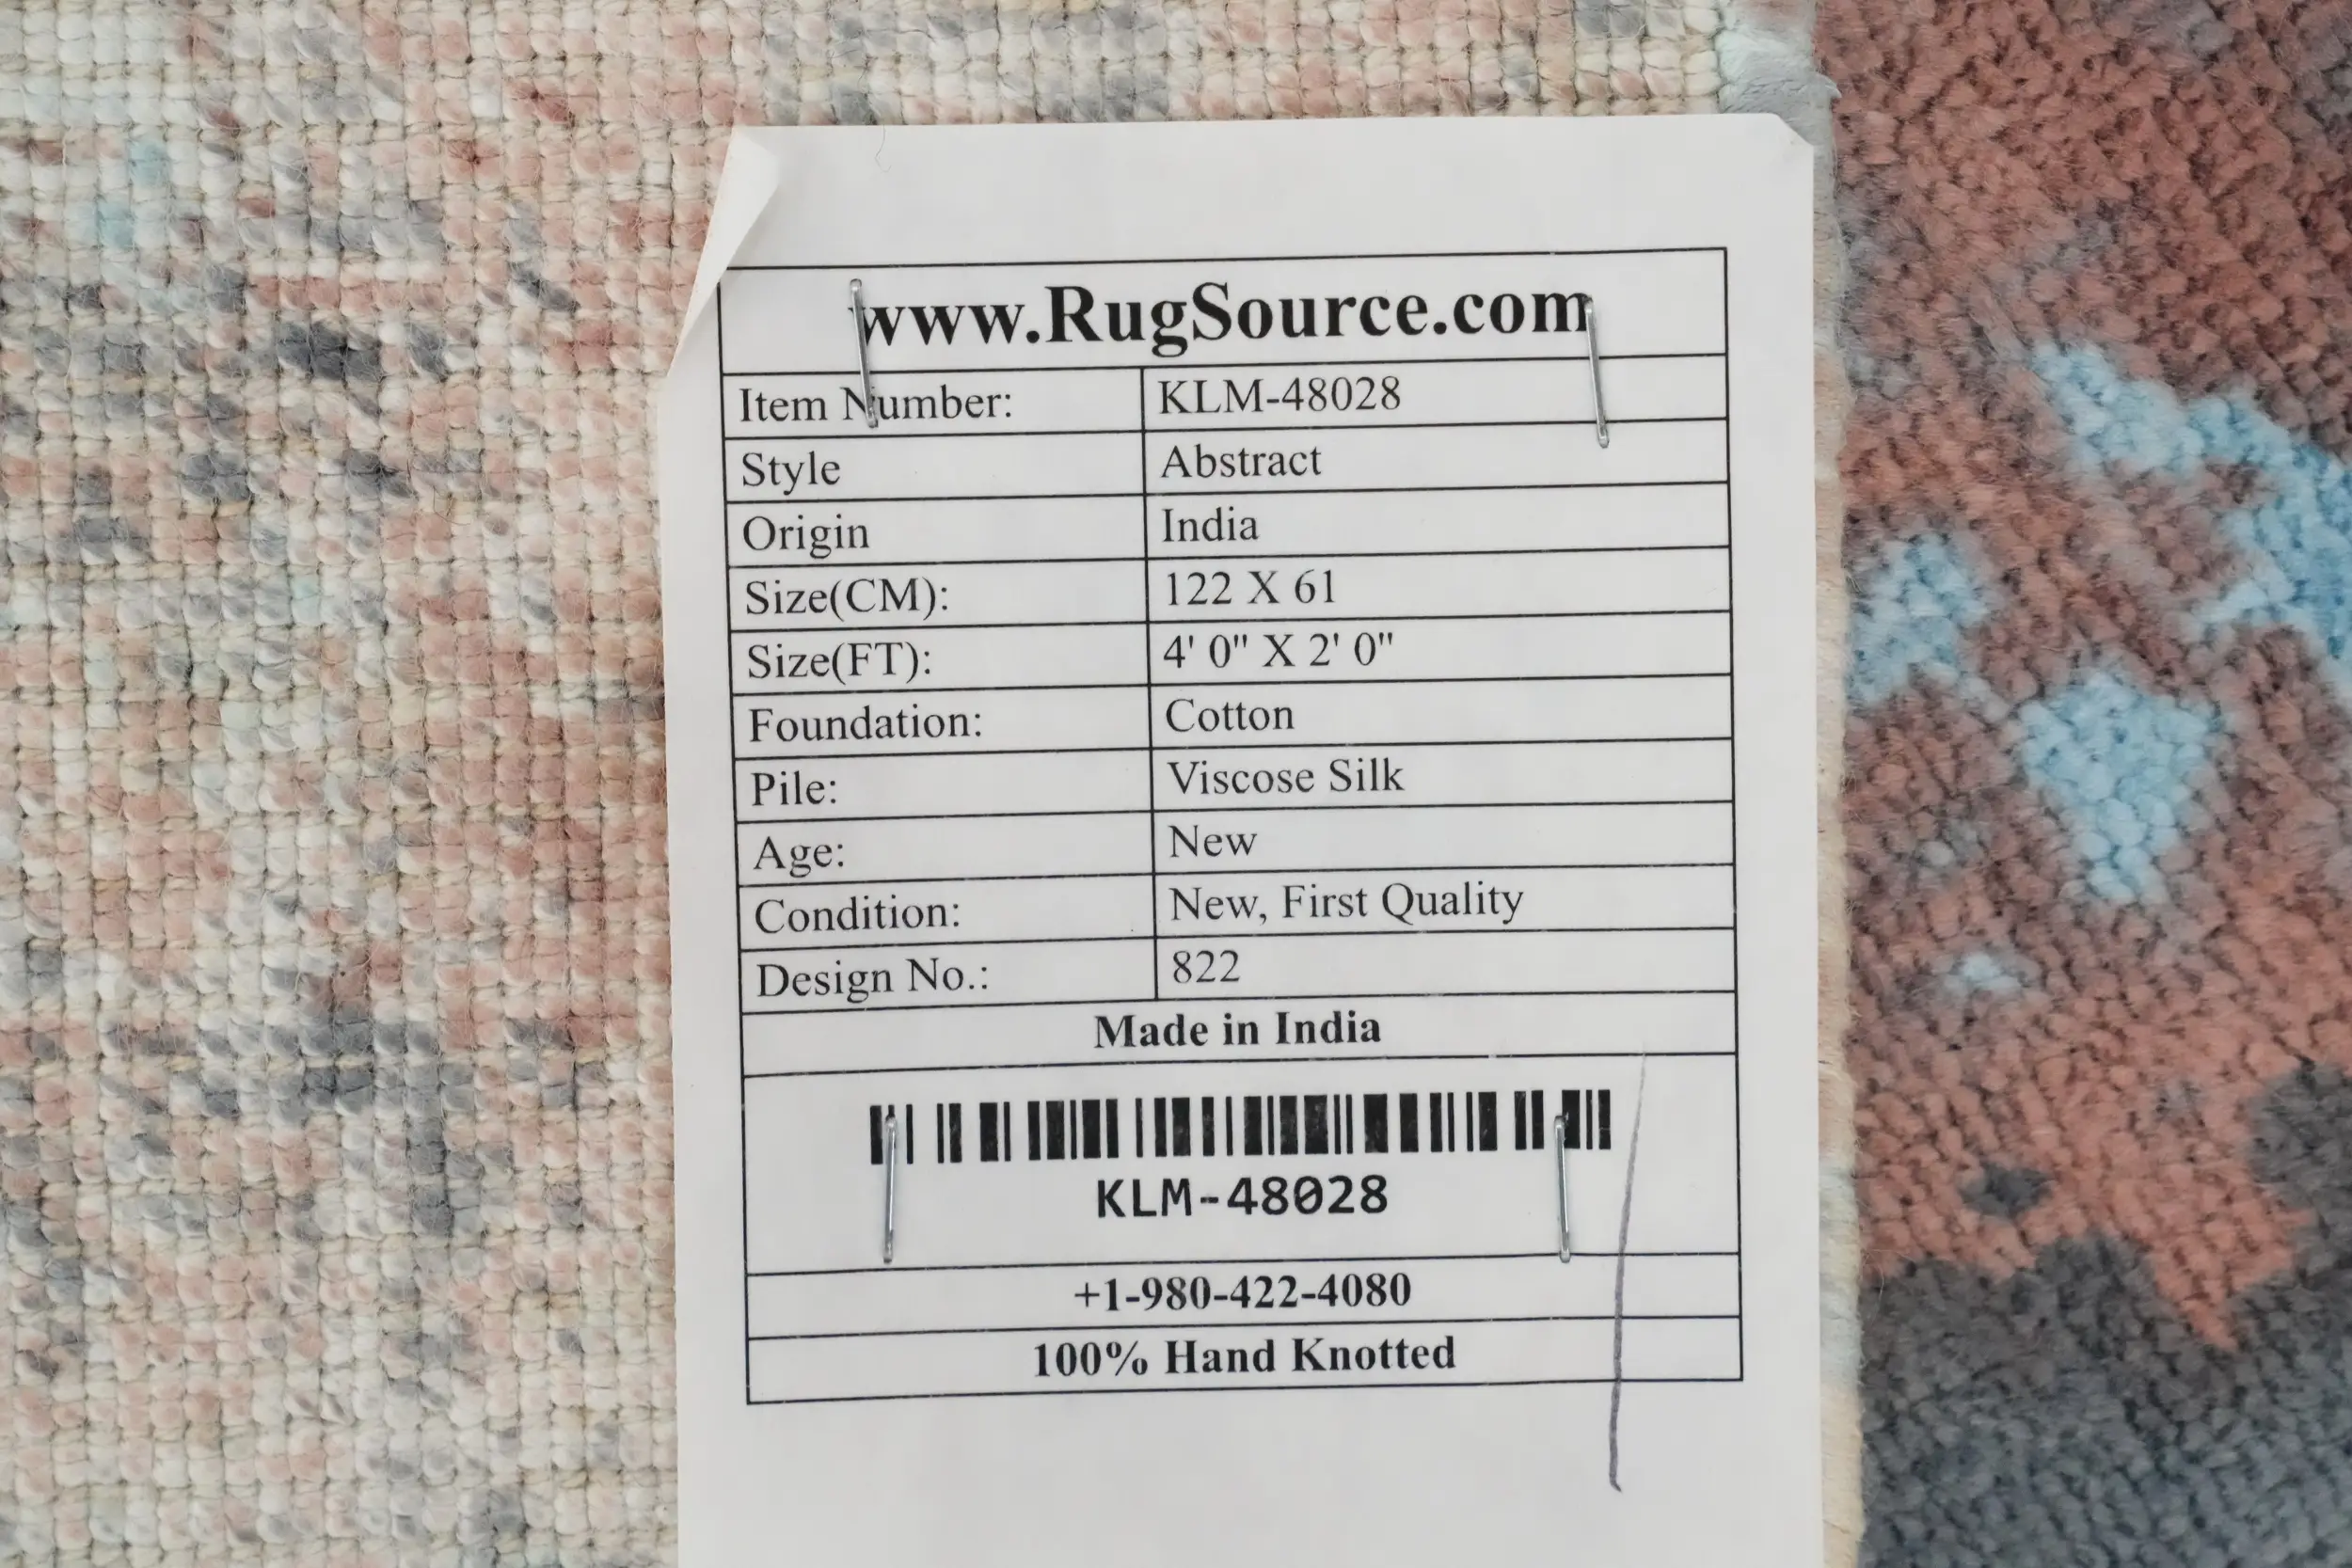 www.RugSource.com
Item Number: KLM-48028
Style Abstract
Origin India
Size(CM): 122 X 61
Size(FT): 4' 0" X 2' 0"
Foundation: Cotton
Pile: Viscose Silk
Age: New
Condition: New, First Quality
Design No.: 822
Made in India
KLM-48028
+1-980-422-4080
100% Hand Knotted